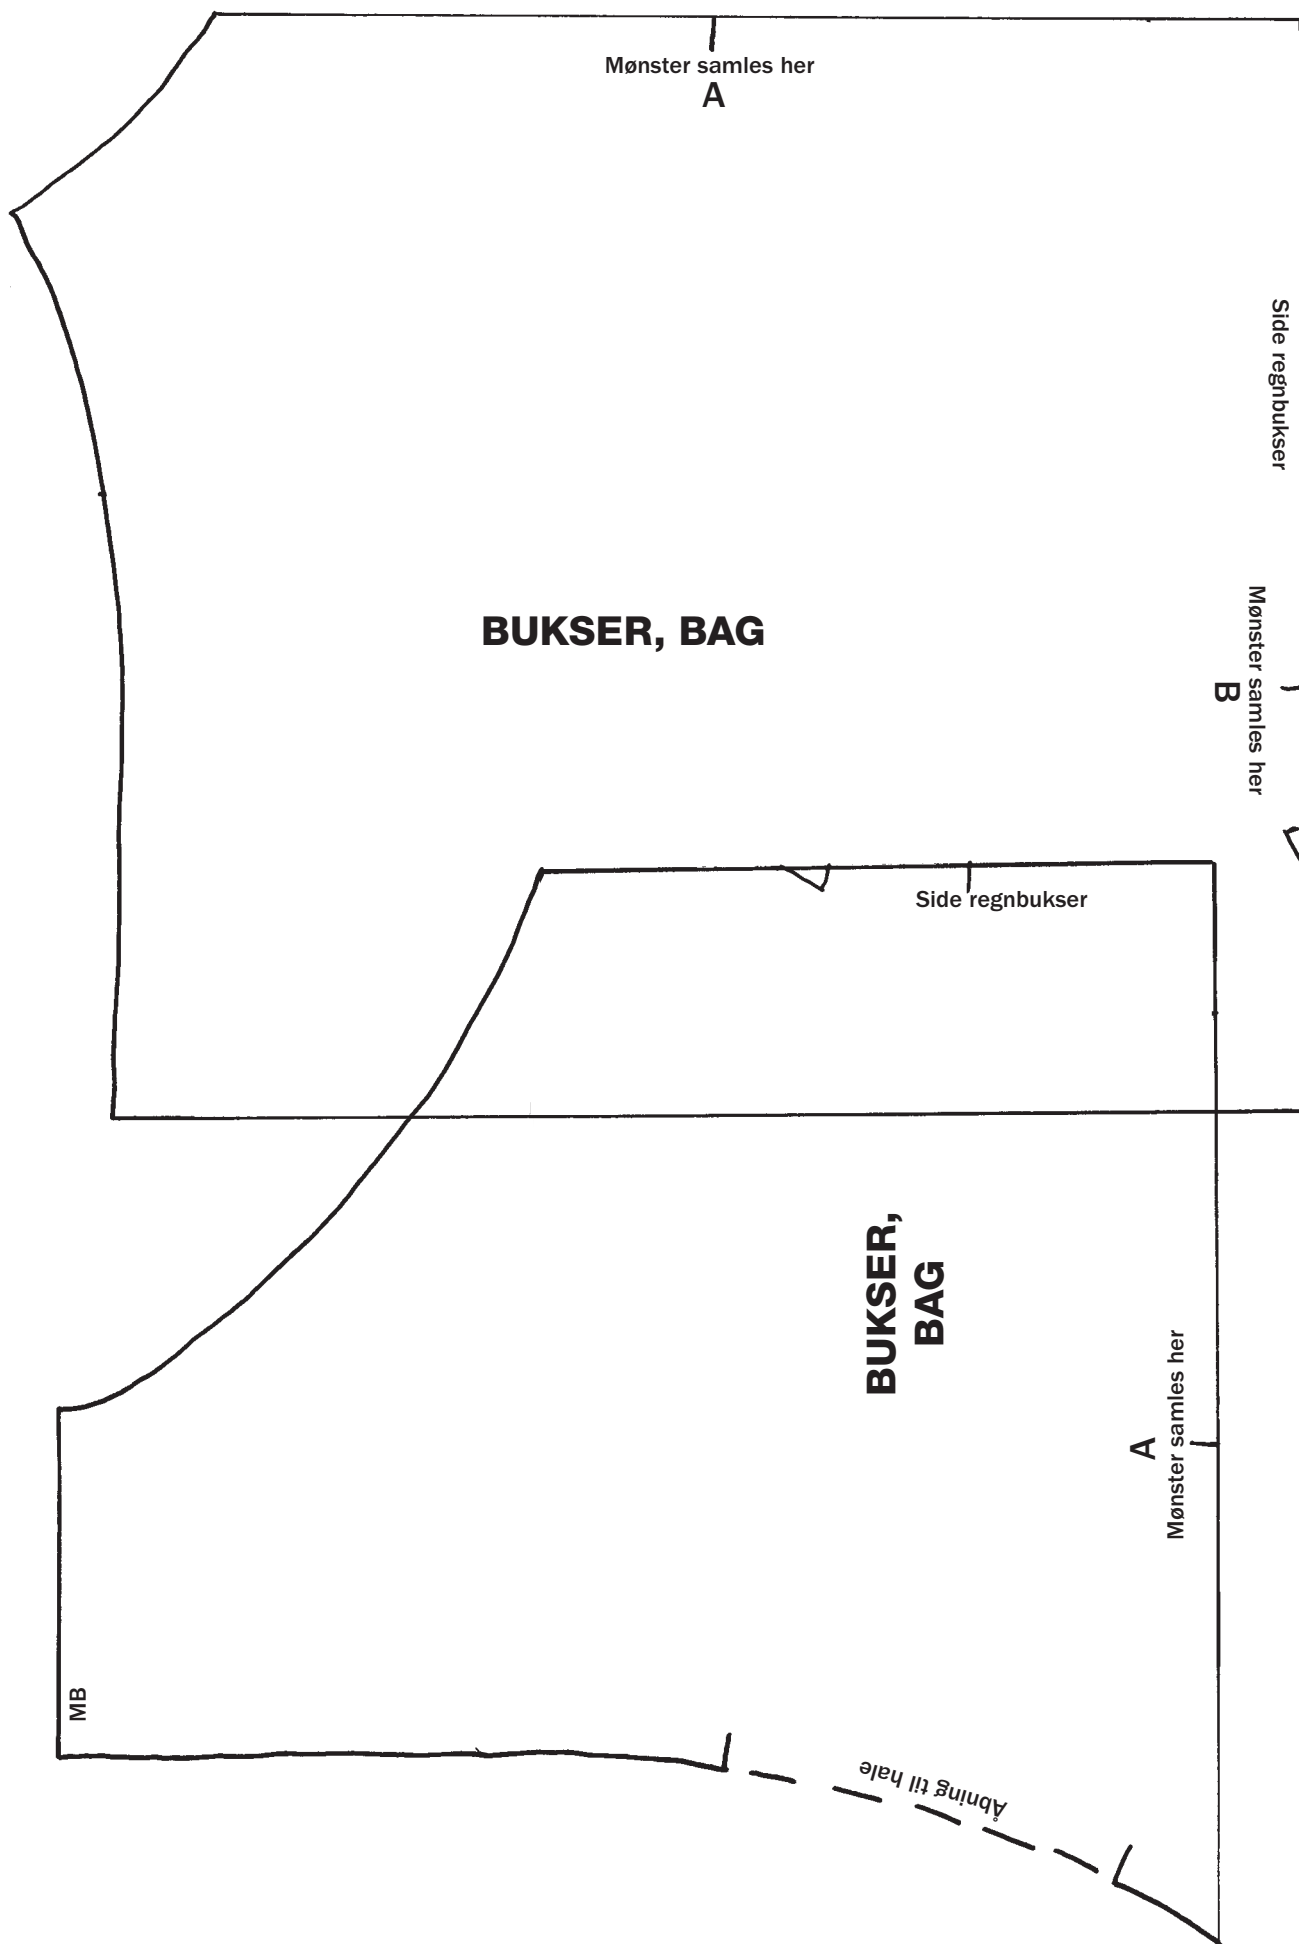 Mønster samles her
A
Side regnbukser
BUKSER, BAG
Mønster samles her
B
Side regnbukser
BUKSER,
BAG
A
Mønster samles her
MB
Åbning til hale